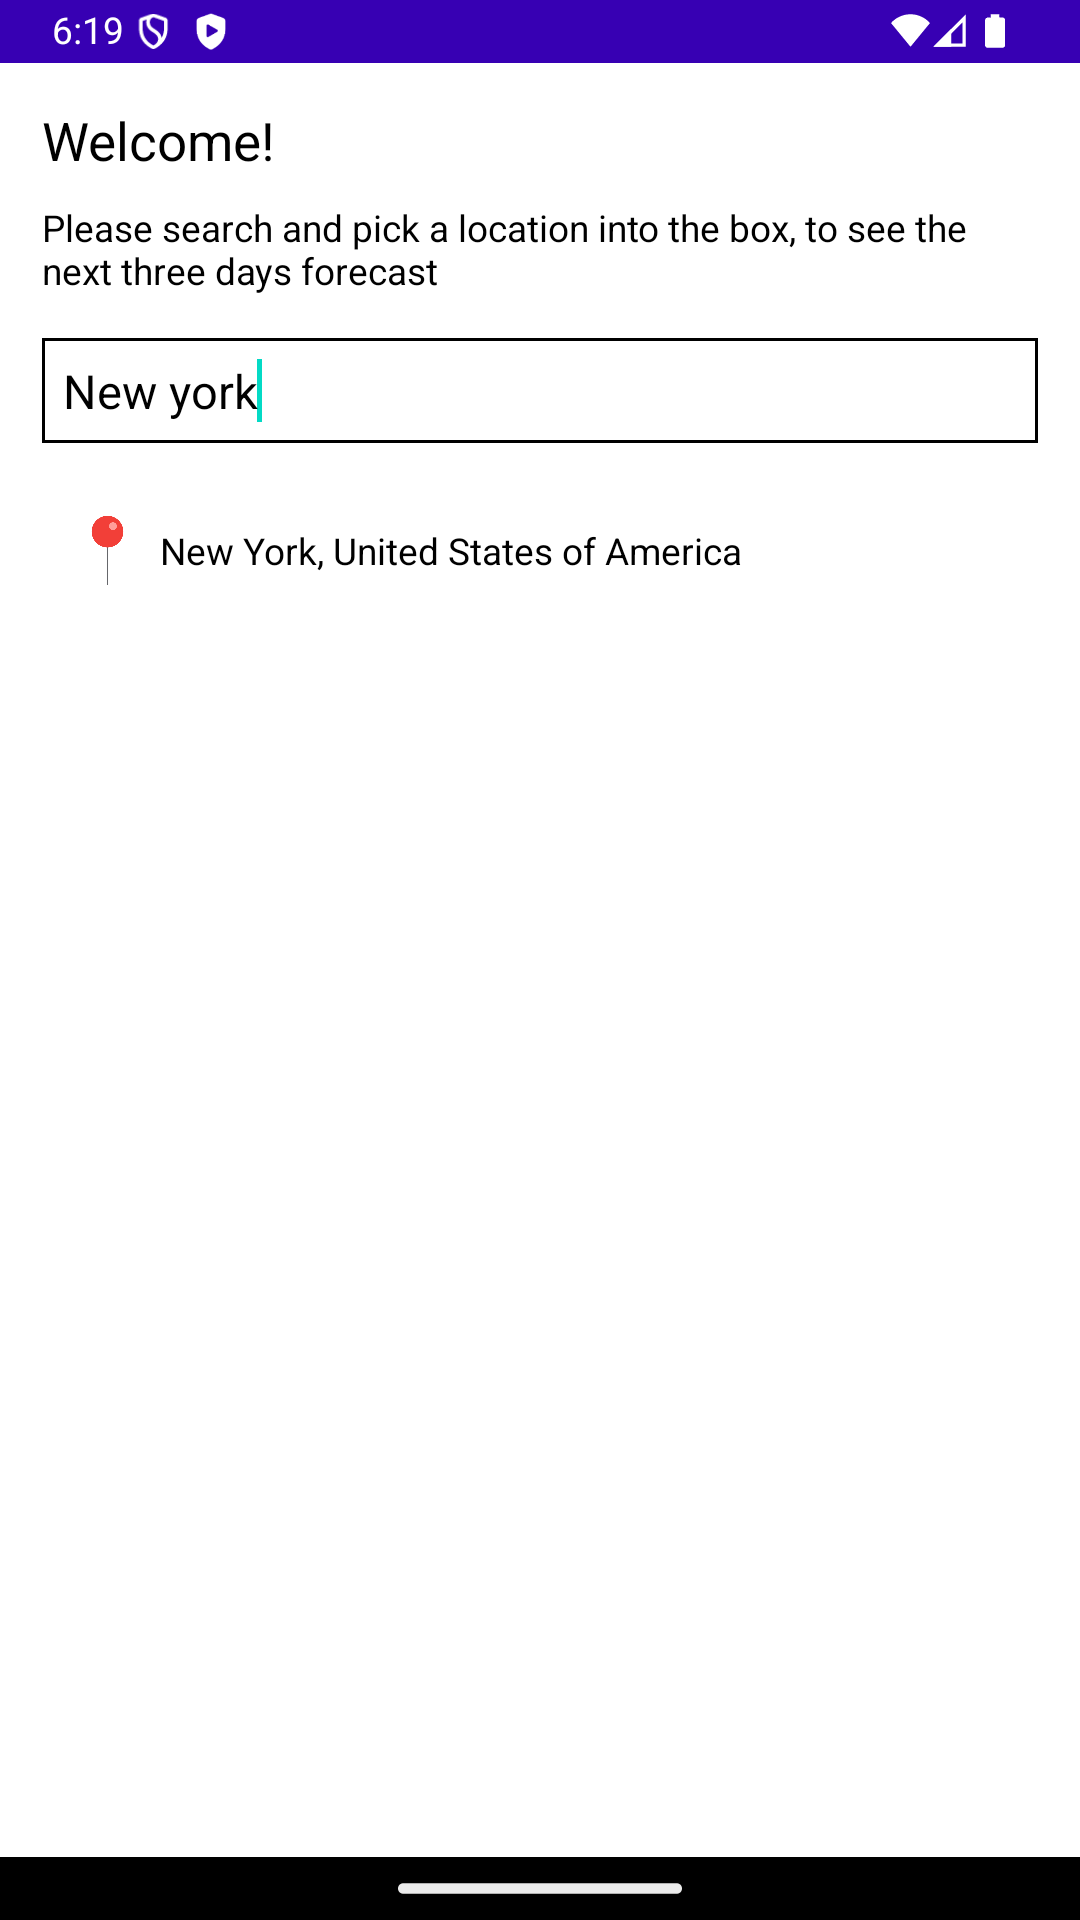 6:19
Welcome!
Please search and pick a location into the box, to see the
next three days forecast
New york
New York, United States of America